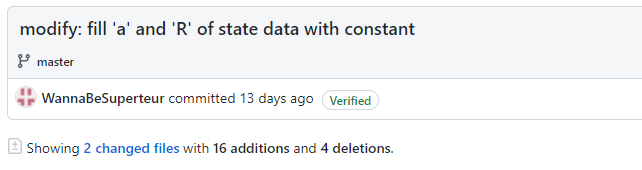 modify: fill 'a' and 'R' of state data with constant
master
WannaBeSuperteur committed 13 days ago Verified
Showing 2 changed files with 16 additions and 4 deletions.